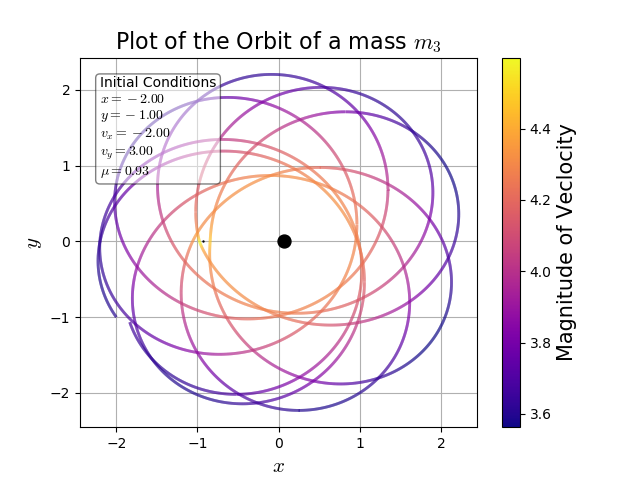 Plot of the Orbit of a mass m₃
Initial Conditions
x = −2.00
y = −1.00
vₓ = −2.00
v_y = 3.00
μ = 0.93
y
2
1
0
−1
−2
−2
−1
0
1
2
x
4.4
4.2
4.0
3.8
3.6
Magnitude of Veclocity